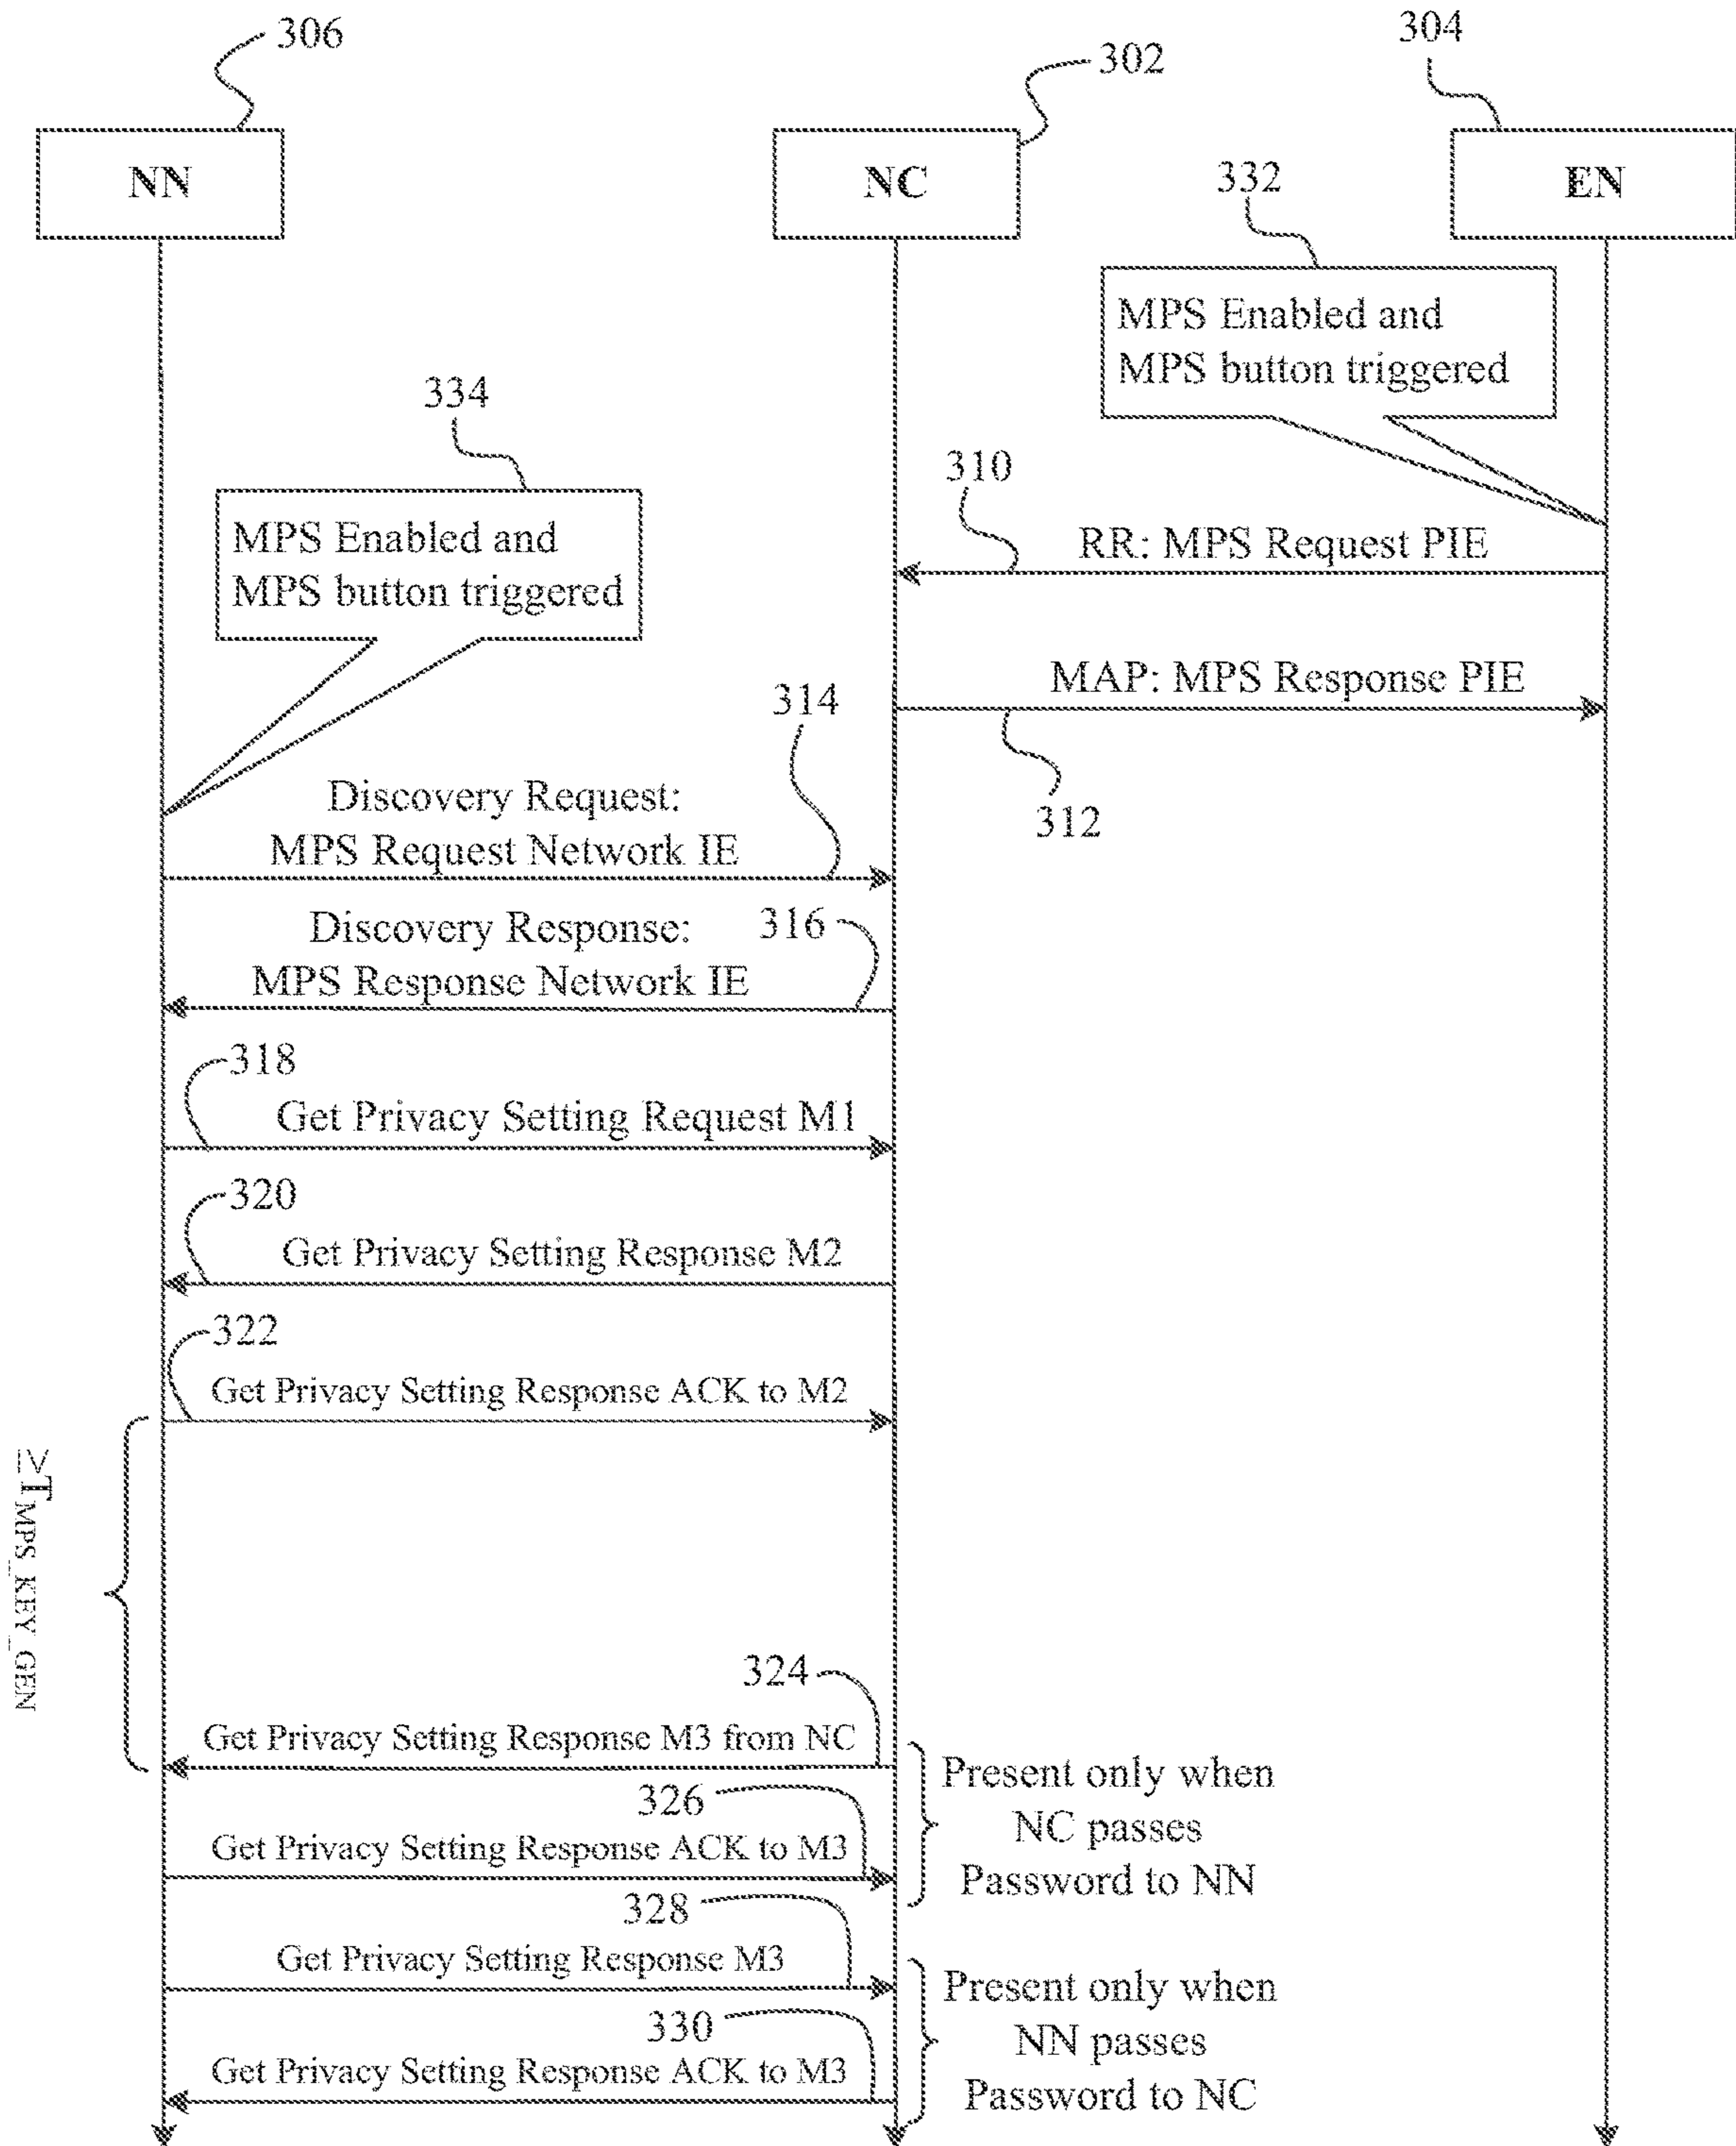 306
304
302
NN
NC
EN
332
MPS Enabled and
MPS button triggered
334
310
MPS Enabled and
MPS button triggered
RR: MPS Request PIE
MAP: MPS Response PIE
314
312
Discovery Request:
MPS Request Network IE
Discovery Response:
316
MPS Response Network IE
318
Get Privacy Setting Request M1
320
Get Privacy Setting Response M2
322
Get Privacy Setting Response ACK to M2
≥T_MPS_KEY_GEN
324
Get Privacy Setting Response M3 from NC
326
Get Privacy Setting Response ACK to M3
Present only when
NC passes
Password to NN
328
Get Privacy Setting Response M3
330
Get Privacy Setting Response ACK to M3
Present only when
NN passes
Password to NC